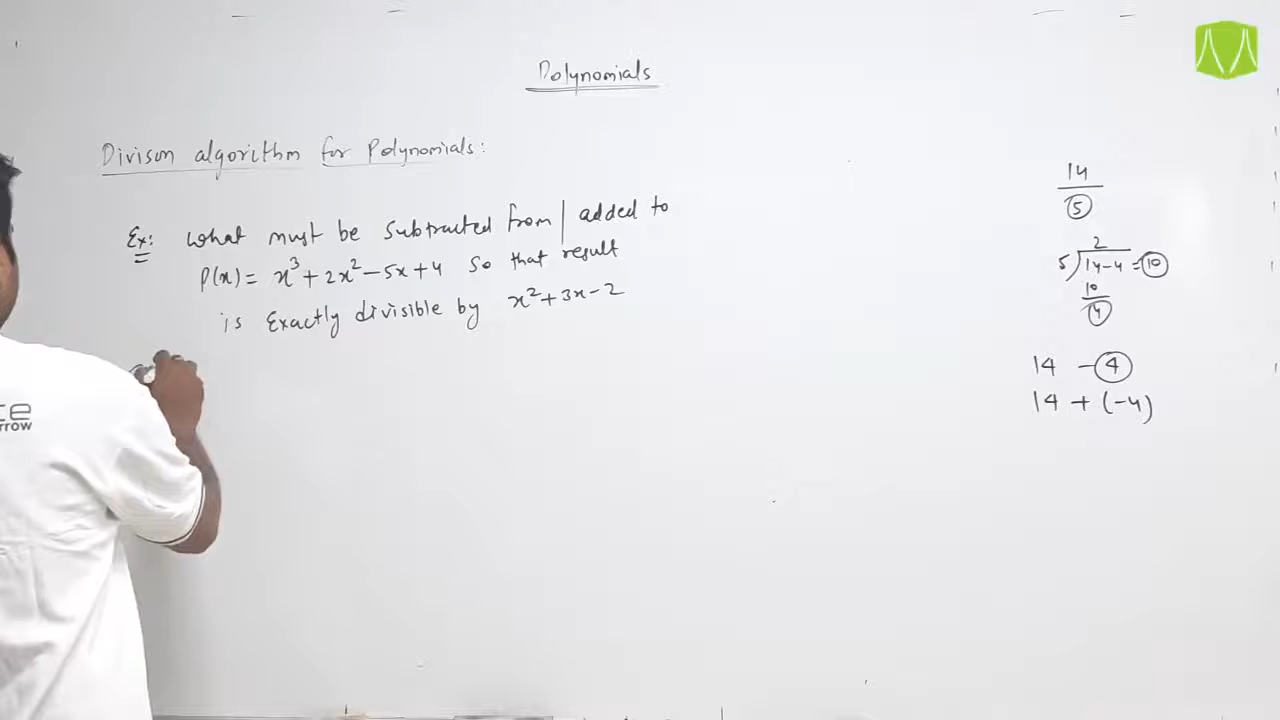 Polynomials
Divison algorithm for Polynomials:
Ex: What must be subtracted from | added to
P(x) = x³ + 2x² - 5x + 4 so that result
is Exactly divisible by x² + 3x - 2
14
5
2
5) 14 - 4 = 10
10
4
14 - 4
14 + (-4)
ce
rrow